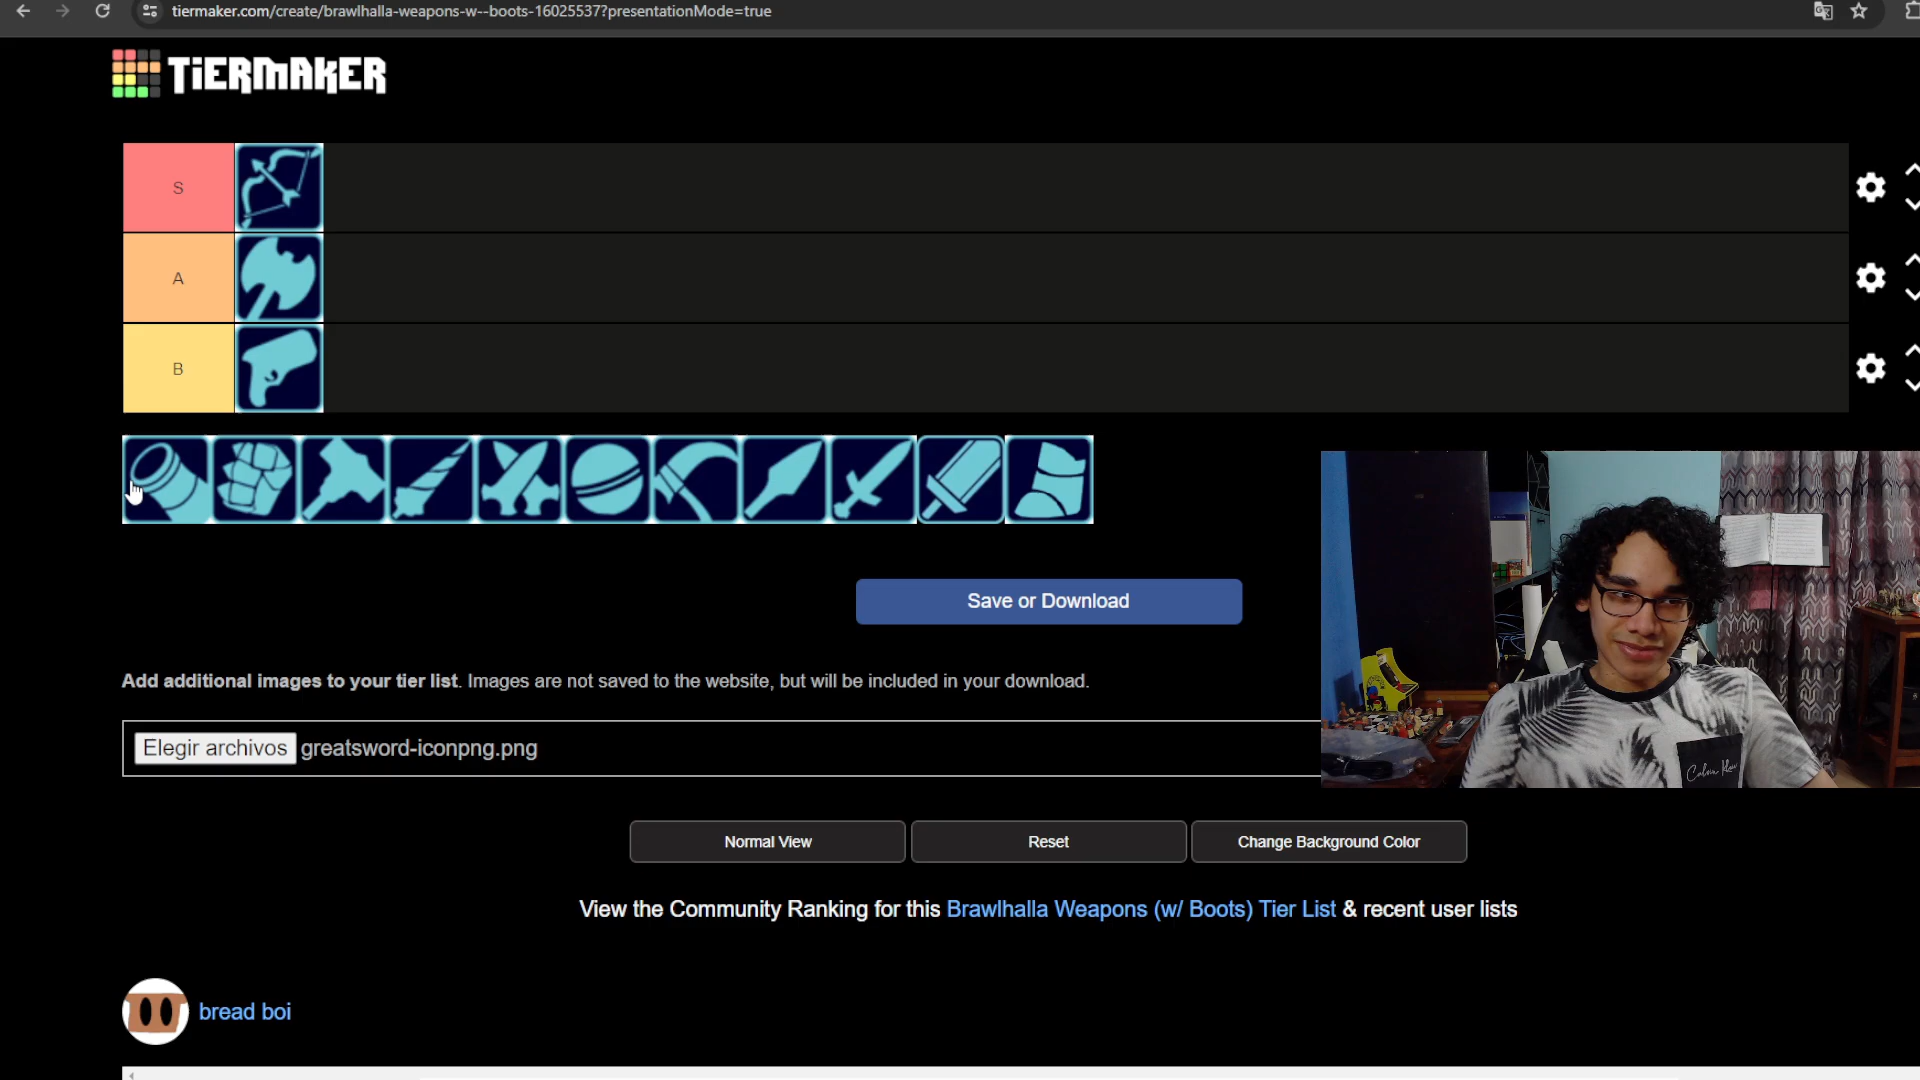 tiermaker.com/create/brawlhalla-weapons-w--boots-16025537?presentationMode=true
TiERMAKER
S
A
B
Save or Download
Add additional images to your tier list. Images are not saved to the website, but will be included in your download.
Elegir archivos greatsword-iconpng.png
Calvin Klein
Normal View
Reset
Change Background Color
View the Community Ranking for this Brawlhalla Weapons (w/ Boots) Tier List & recent user lists
bread boi